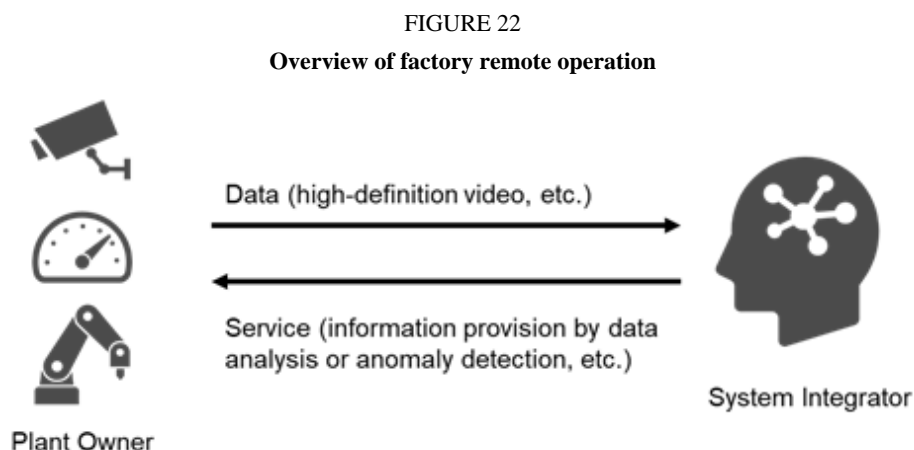 FIGURE 22
Overview of factory remote operation
Data (high-definition video, etc.)
Service (information provision by data
analysis or anomaly detection, etc.)
System Integrator
Plant Owner